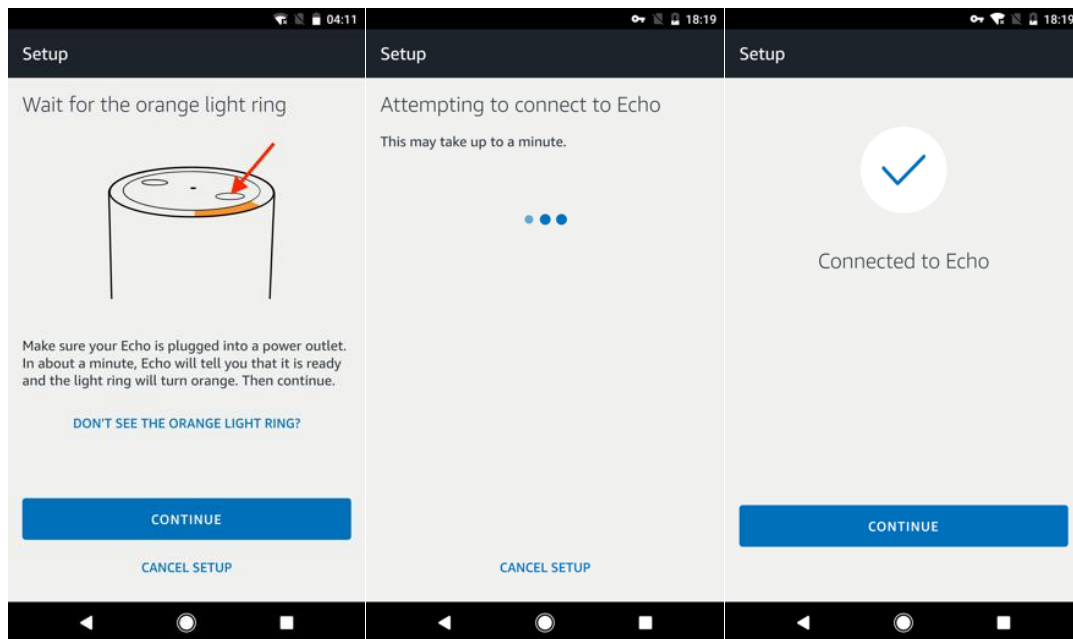 04:11
Setup
Wait for the orange light ring
Make sure your Echo is plugged into a power outlet.
In about a minute, Echo will tell you that it is ready
and the light ring will turn orange. Then continue.
DON'T SEE THE ORANGE LIGHT RING?
CONTINUE
CANCEL SETUP
18:19
Setup
Attempting to connect to Echo
This may take up to a minute.
CANCEL SETUP
18:19
Setup
Connected to Echo
CONTINUE